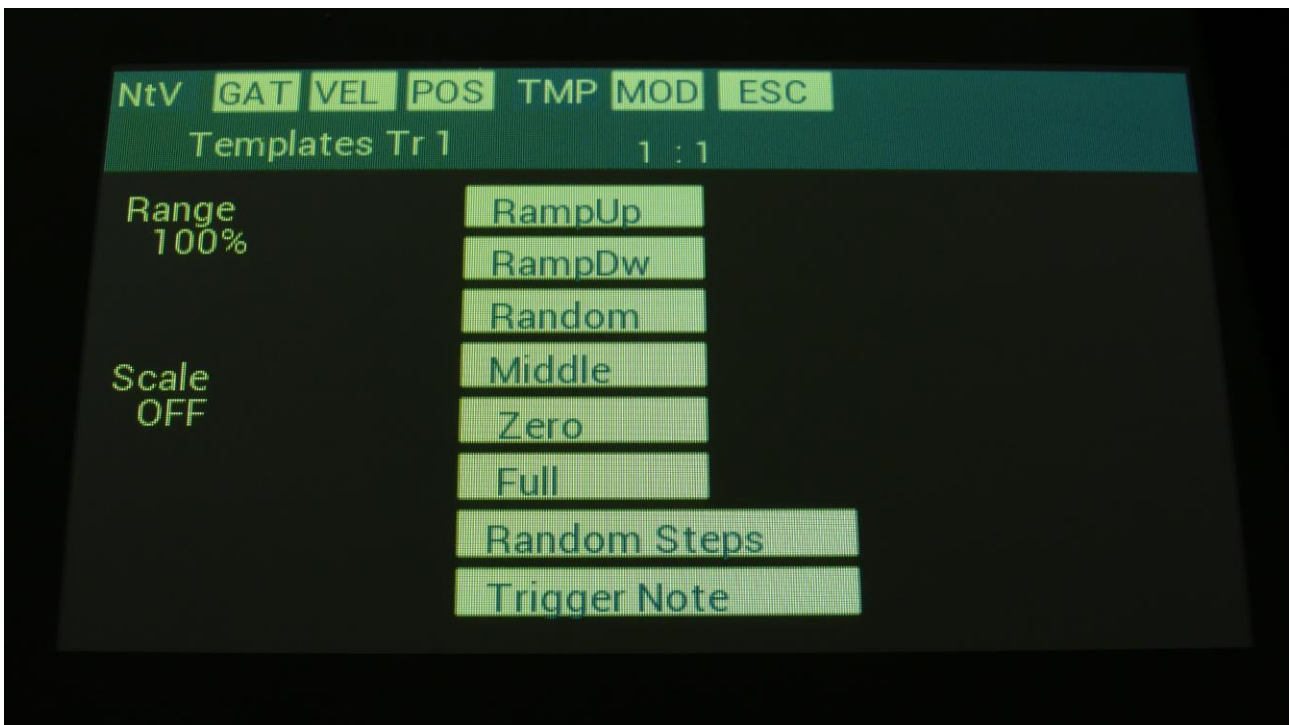 NtV GAT VEL POS TMP MOD ESC
Templates Tr 1 1 : 1
Range
100%
Scale
OFF
RampUp
RampDw
Random
Middle
Zero
Full
Random Steps
Trigger Note